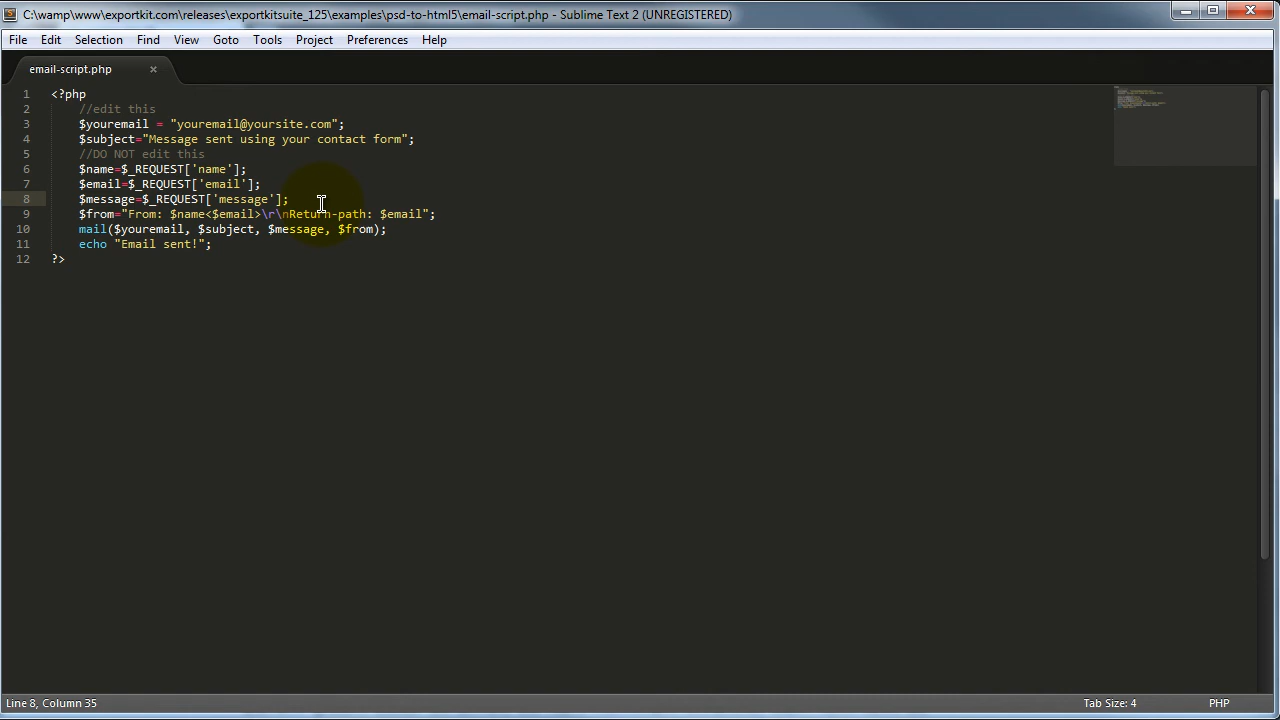 C:\wamp\www\exportkit.com\releases\exportkitsuite_125\examples\psd-to-html5\email-script.php - Sublime Text 2 (UNREGISTERED)
File Edit Selection Find View Goto Tools Project Preferences Help
email-script.php ×
1 <?php
2 //edit this
3 $youremail = "youremail@yoursite.com";
4 $subject="Message sent using your contact form";
5 //DO NOT edit this
6 $name=$_REQUEST['name'];
7 $email=$_REQUEST['email'];
8 $message=$_REQUEST['message'];
9 $from="From: $name<$email>\r\nReturn-path: $email";
10 mail($youremail, $subject, $message, $from);
11 echo "Email sent!";
12 ?>
Line 8, Column 35 Tab Size: 4 PHP